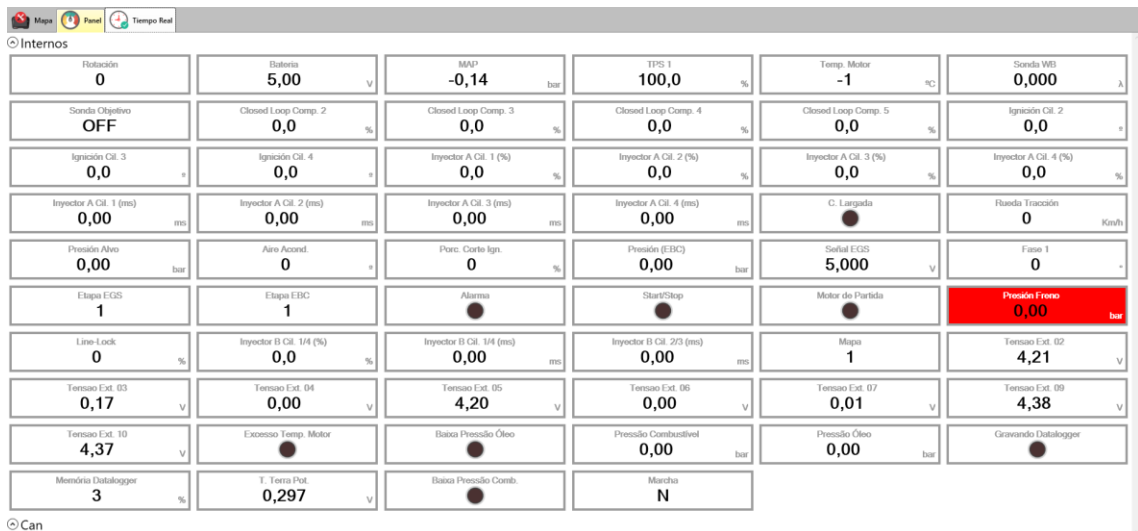 Mapa Panel Tiempo Real
Internos
Rotación Bateria MAP TPS 1 Temp. Motor Sonda WB
0 5,00 V -0,14 bar 100,0 % -1 ºC 0,000 λ
Sonda Objetivo Closed Loop Comp. 2 Closed Loop Comp. 3 Closed Loop Comp. 4 Closed Loop Comp. 5 Ignición Cil. 2
OFF 0,0 % 0,0 % 0,0 % 0,0 % 0,0 º
Ignición Cil. 3 Ignición Cil. 4 Inyector A Cil. 1 (%) Inyector A Cil. 2 (%) Inyector A Cil. 3 (%) Inyector A Cil. 4 (%)
0,0 º 0,0 º 0,0 % 0,0 % 0,0 % 0,0 %
Inyector A Cil. 1 (ms) Inyector A Cil. 2 (ms) Inyector A Cil. 3 (ms) Inyector A Cil. 4 (ms) C. Largada Rueda Tracción
0,00 ms 0,00 ms 0,00 ms 0,00 ms 0 Km/h
Presión Alvo Aire Acond. Porc. Corte Ign. Presión (EBC) Señal EGS Fase 1
0,00 bar 0 º 0 % 0,00 bar 5,000 V 0 °
Etapa EGS Etapa EBC Alarma Start/Stop Motor de Partida Presión Freno
1 1 0,00 bar
Line-Lock Inyector B Cil. 1/4 (%) Inyector B Cil. 1/4 (ms) Inyector B Cil. 2/3 (ms) Mapa Tensao Ext. 02
0 % 0,0 % 0,00 ms 0,00 ms 1 4,21 V
Tensao Ext. 03 Tensao Ext. 04 Tensao Ext. 05 Tensao Ext. 06 Tensao Ext. 07 Tensao Ext. 09
0,17 V 0,00 V 4,20 V 0,00 V 0,01 V 4,38 V
Tensao Ext. 10 Excesso Temp. Motor Baixa Pressão Óleo Pressão Combustível Pressão Óleo Gravando Datalogger
4,37 V 0,00 bar 0,00 bar
Memória Datalogger T. Terra Pot. Baixa Pressão Comb. Marcha
3 % 0,297 V N
Can